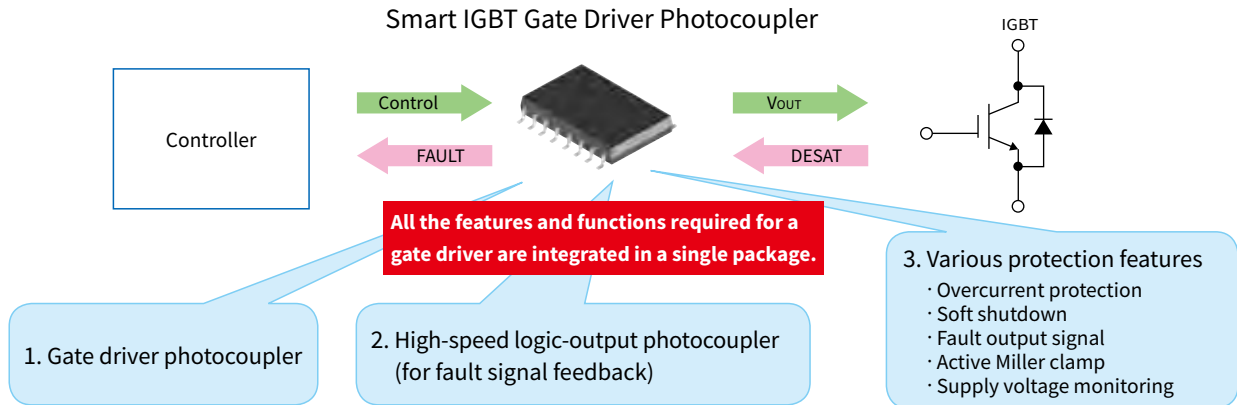 Smart IGBT Gate Driver Photocoupler
IGBT
Controller
Control
FAULT
VOUT
DESAT
All the features and functions required for a
gate driver are integrated in a single package.
1. Gate driver photocoupler
2. High-speed logic-output photocoupler
(for fault signal feedback)
3. Various protection features
· Overcurrent protection
· Soft shutdown
· Fault output signal
· Active Miller clamp
· Supply voltage monitoring